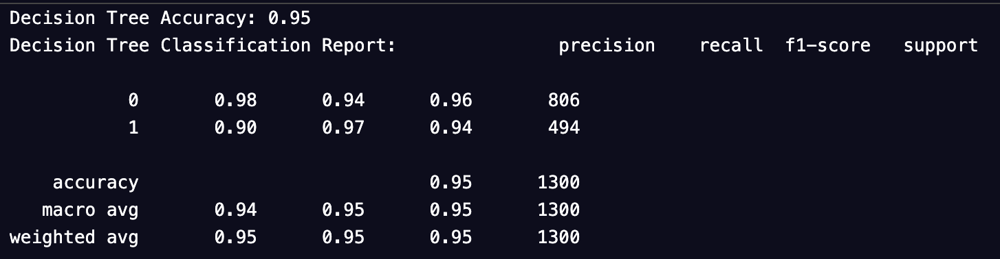 Decision Tree Accuracy: 0.95
Decision Tree Classification Report:               precision    recall  f1-score   support

           0       0.98      0.94      0.96       806
           1       0.90      0.97      0.94       494

    accuracy                           0.95      1300
   macro avg       0.94      0.95      0.95      1300
weighted avg       0.95      0.95      0.95      1300